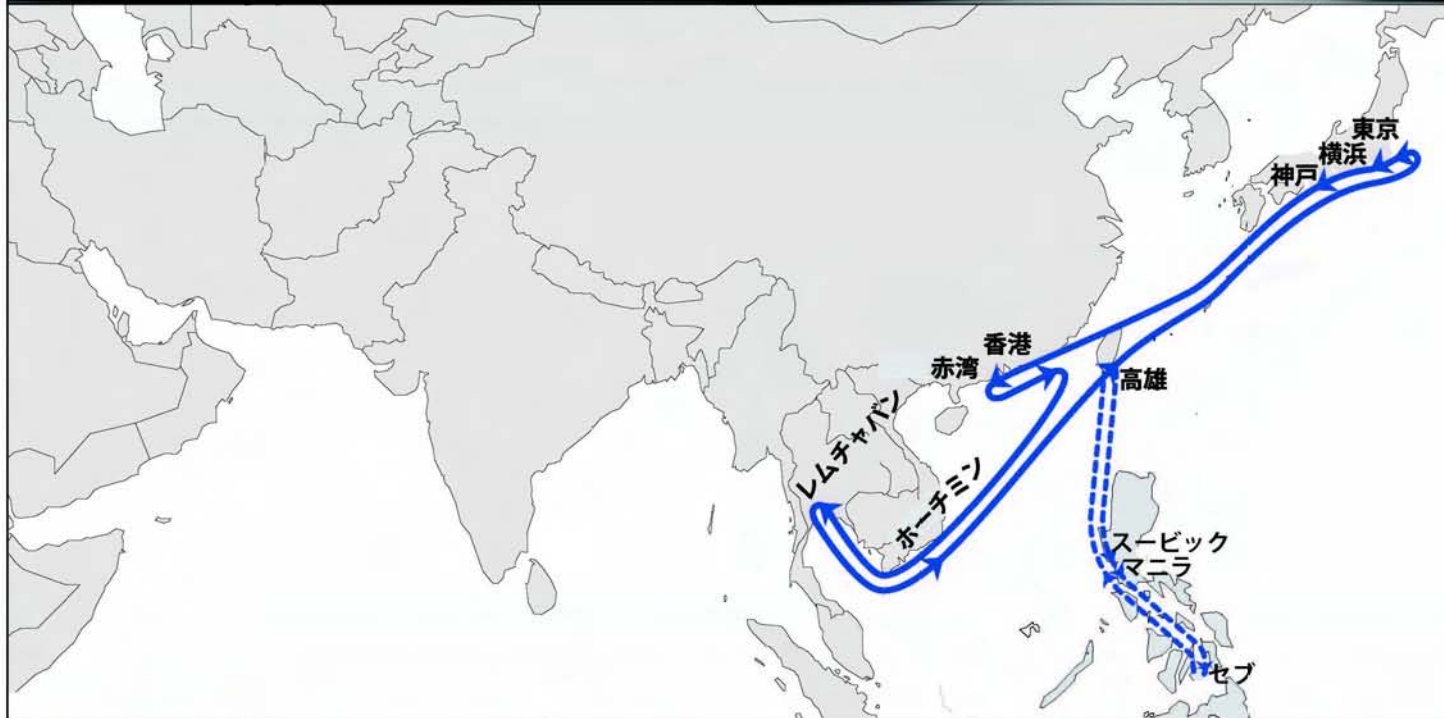 東京
横浜
神戸
香港
赤湾
高雄
レムチャバン
ホーチミン
スービック
マニラ
セブ